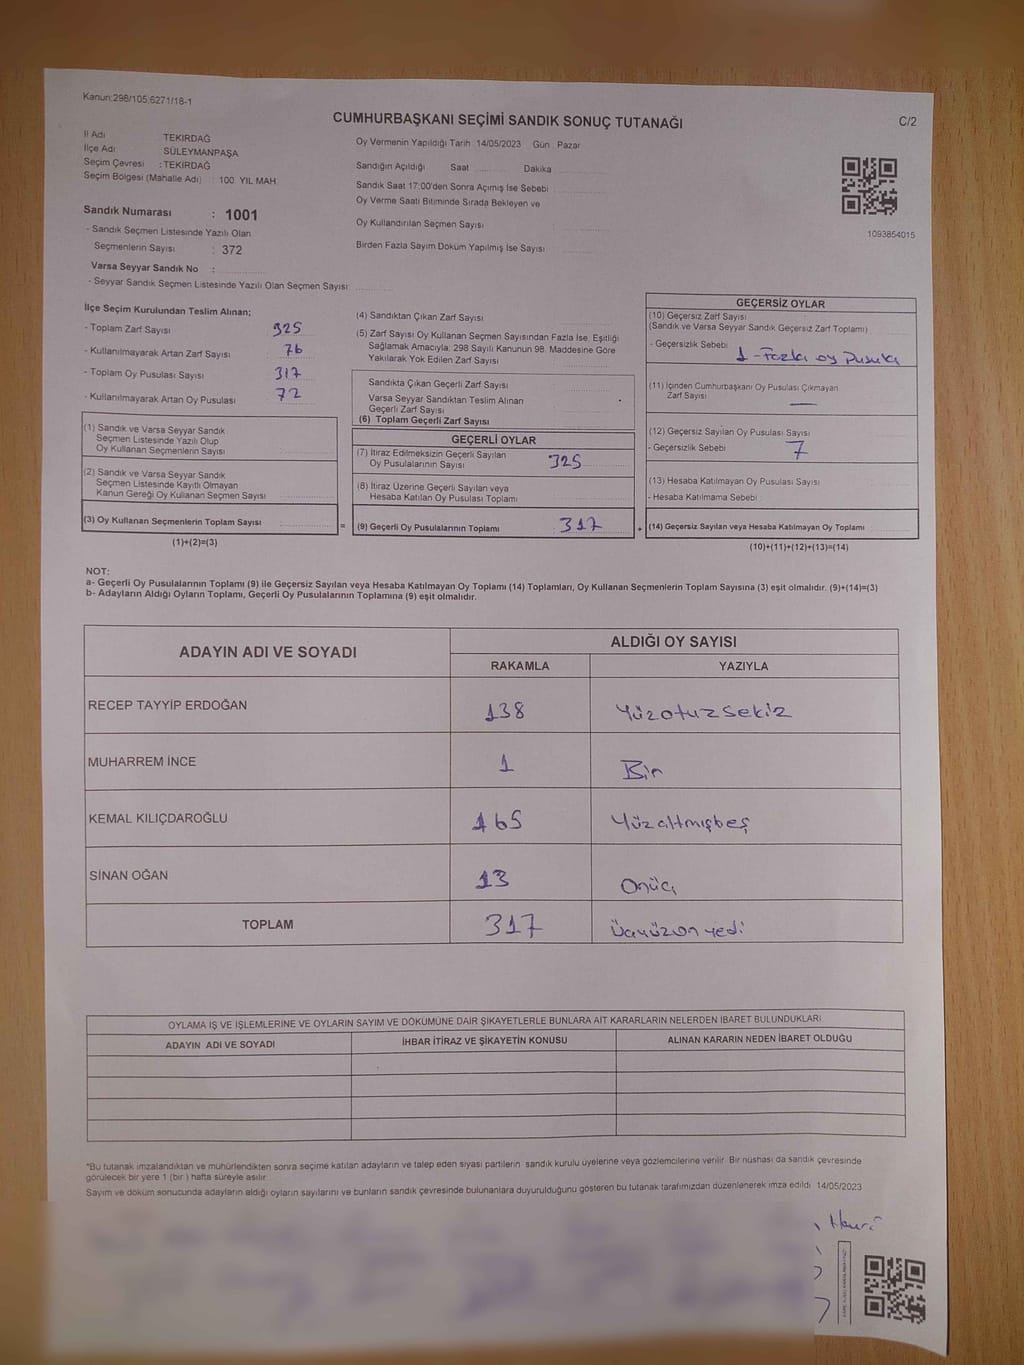 Kanun:298/105,6271/18-1
CUMHURBAŞKANI SEÇİMİ SANDIK SONUÇ TUTANAĞI
C/2
İl Adı TEKİRDAĞ
İlçe Adı SÜLEYMANPAŞA
Seçim Çevresi : TEKİRDAĞ
Seçim Bölgesi (Mahalle Adı) : 100. YIL MAH.
Oy Vermenin Yapıldığı Tarih 14/05/2023 Gün Pazar
Sandığın Açıldığı Saat Dakika
Sandık Saat 17:00'den Sonra Açımış İse Sebebi
Oy Verme Saati Bitiminde Sırada Bekleyen ve
Oy Kullandırılan Seçmen Sayısı
Birden Fazla Sayım Döküm Yapılmış İse Sayısı
1093854015
Sandık Numarası : 1001
- Sandık Seçmen Listesinde Yazılı Olan
Seçmenlerin Sayısı : 372
Varsa Seyyar Sandık No :
- Seyyar Sandık Seçmen Listesinde Yazılı Olan Seçmen Sayısı
İlçe Seçim Kurulundan Teslim Alınan;
- Toplam Zarf Sayısı 325
- Kullanılmayarak Artan Zarf Sayısı 76
- Toplam Oy Pusulası Sayısı 317
- Kullanılmayarak Artan Oy Pusulası 72
(1) Sandık ve Varsa Seyyar Sandık
Seçmen Listesinde Yazılı Olup
Oy Kullanan Seçmenlerin Sayısı
(2) Sandık ve Varsa Seyyar Sandık
Seçmen Listesinde Kayıtlı Olmayan
Kanun Gereği Oy Kullanan Seçmen Sayısı
(3) Oy Kullanan Seçmenlerin Toplam Sayısı
(1)+(2)=(3)
(4) Sandıktan Çıkan Zarf Sayısı
(5) Zarf Sayısı Oy Kullanan Seçmen Sayısından Fazla İse, Eşitliği
Sağlamak Amacıyla, 298 Sayılı Kanunun 98. Maddesine Göre
Yakılarak Yok Edilen Zarf Sayısı
Sandıkta Çıkan Geçerli Zarf Sayısı
Varsa Seyyar Sandıktan Teslim Alınan
Geçerli Zarf Sayısı
(6) Toplam Geçerli Zarf Sayısı
GEÇERLİ OYLAR
(7) İtiraz Edilmeksizin Geçerli Sayılan
Oy Pusulalarının Sayısı 325
(8) İtiraz Üzerine Geçerli Sayılan veya
Hesaba Katılan Oy Pusulası Toplamı
= (9) Geçerli Oy Pusulalarının Toplamı 317
GEÇERSİZ OYLAR
(10) Geçersiz Zarf Sayısı
(Sandık ve Varsa Seyyar Sandık Geçersiz Zarf Toplamı)
- Geçersizlik Sebebi 1 - Fazla oy Pusula
(11) İçinden Cumhurbaşkanı Oy Pusulası Çıkmayan
Zarf Sayısı —
(12) Geçersiz Sayılan Oy Pusulası Sayısı
- Geçersizlik Sebebi 7
(13) Hesaba Katılmayan Oy Pusulası Sayısı
- Hesaba Katılmama Sebebi
+ (14) Geçersiz Sayılan veya Hesaba Katılmayan Oy Toplamı
(10)+(11)+(12)+(13)=(14)
NOT:
a- Geçerli Oy Pusulalarının Toplamı (9) ile Geçersiz Sayılan veya Hesaba Katılmayan Oy Toplamı (14) Toplamları, Oy Kullanan Seçmenlerin Toplam Sayısına (3) eşit olmalıdır. (9)+(14)=(3)
b- Adayların Aldığı Oyların Toplamı, Geçerli Oy Pusulalarının Toplamına (9) eşit olmalıdır.
ADAYIN ADI VE SOYADI
ALDIĞI OY SAYISI
RAKAMLA YAZIYLA
RECEP TAYYİP ERDOĞAN 138 Yüzotuzsekiz
MUHARREM İNCE 1 Bir
KEMAL KILIÇDAROĞLU 165 Yüzaltmışbeş
SİNAN OĞAN 13 Onüç
TOPLAM 317 Üçyüzonyedi
OYLAMA İŞ VE İŞLEMLERİNE VE OYLARIN SAYIM VE DÖKÜMÜNE DAİR ŞİKAYETLERLE BUNLARA AİT KARARLARIN NELERDEN İBARET BULUNDUKLARI
ADAYIN ADI VE SOYADI İHBAR İTİRAZ VE ŞİKAYETİN KONUSU ALINAN KARARIN NEDEN İBARET OLDUĞU
*Bu tutanak imzalandıktan ve mühürlendikten sonra seçime katılan adayların ve talep eden siyasi partilerin sandık kurulu üyelerine veya gözlemcilerine verilir. Bir nüshası da sandık çevresinde
görülecek bir yere 1 (bir ) hafta süreyle asılır.
Sayım ve döküm sonucunda adayların aldığı oyların sayılarını ve bunların sandık çevresinde bulunanlara duyurulduğunu gösteren bu tutanak tarafımızdan düzenlenerek imza edildi. 14/05/2023